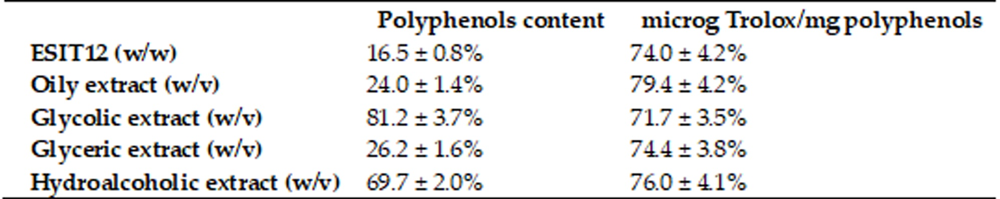 Polyphenols content microg Trolox/mg polyphenols
ESIT12 (w/w) 16.5 ± 0.8% 74.0 ± 4.2%
Oily extract (w/v) 24.0 ± 1.4% 79.4 ± 4.2%
Glycolic extract (w/v) 81.2 ± 3.7% 71.7 ± 3.5%
Glyceric extract (w/v) 26.2 ± 1.6% 74.4 ± 3.8%
Hydroalcoholic extract (w/v) 69.7 ± 2.0% 76.0 ± 4.1%